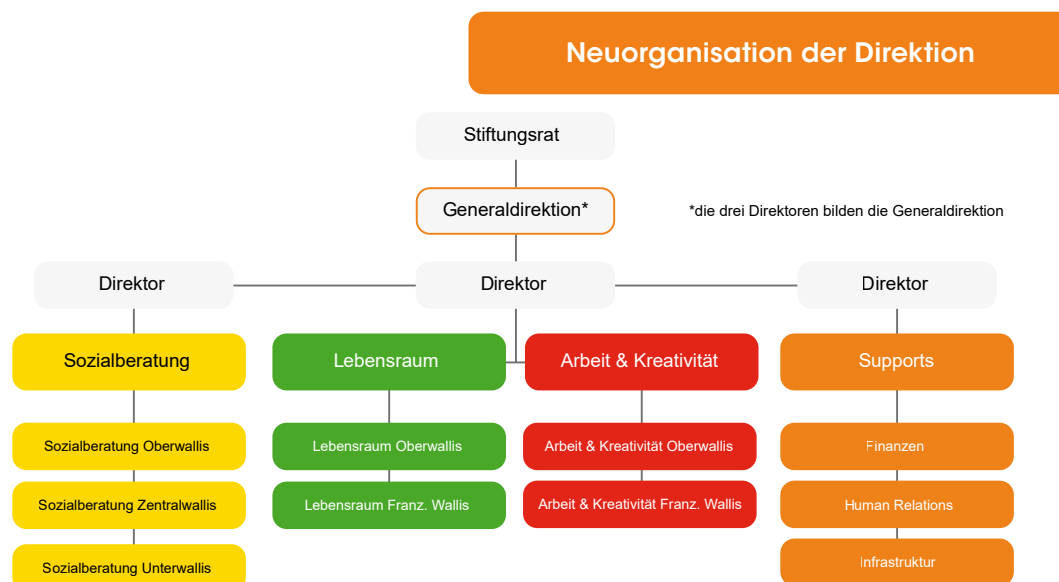 Neuorganisation der Direktion
Stiftungsrat
Generaldirektion*
*die drei Direktoren bilden die Generaldirektion
Direktor
Direktor
Direktor
Sozialberatung
Lebensraum
Arbeit & Kreativität
Supports
Sozialberatung Oberwallis
Lebensraum Oberwallis
Arbeit & Kreativität Oberwallis
Finanzen
Sozialberatung Zentralwallis
Lebensraum Franz. Wallis
Arbeit & Kreativität Franz. Wallis
Human Relations
Sozialberatung Unterwallis
Infrastruktur